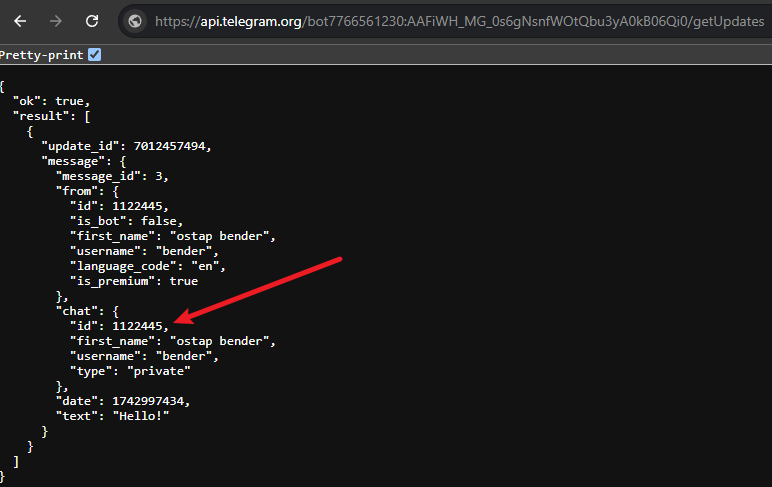 https://api.telegram.org/bot7766561230:AAFiWH_MG_0s6gNsnfWOtQbu3yA0kB06Qi0/getUpdates
Pretty-print
{
  "ok": true,
  "result": [
    {
      "update_id": 7012457494,
      "message": {
        "message_id": 3,
        "from": {
          "id": 1122445,
          "is_bot": false,
          "first_name": "ostap bender",
          "username": "bender",
          "language_code": "en",
          "is_premium": true
        },
        "chat": {
          "id": 1122445,
          "first_name": "ostap bender",
          "username": "bender",
          "type": "private"
        },
        "date": 1742997434,
        "text": "Hello!"
      }
    }
  ]
}